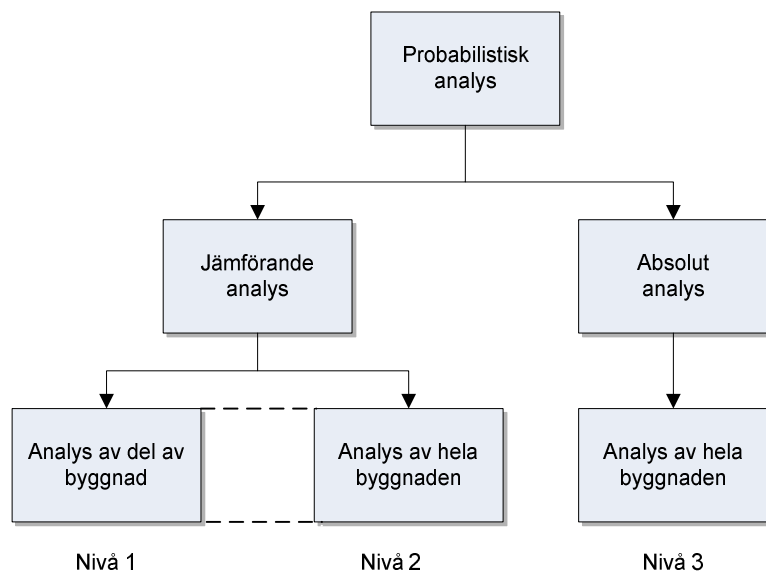 Probabilistisk
analys
Jämförande
analys
Absolut
analys
Analys av del av
byggnad
Analys av hela
byggnaden
Analys av hela
byggnaden
Nivå 1
Nivå 2
Nivå 3